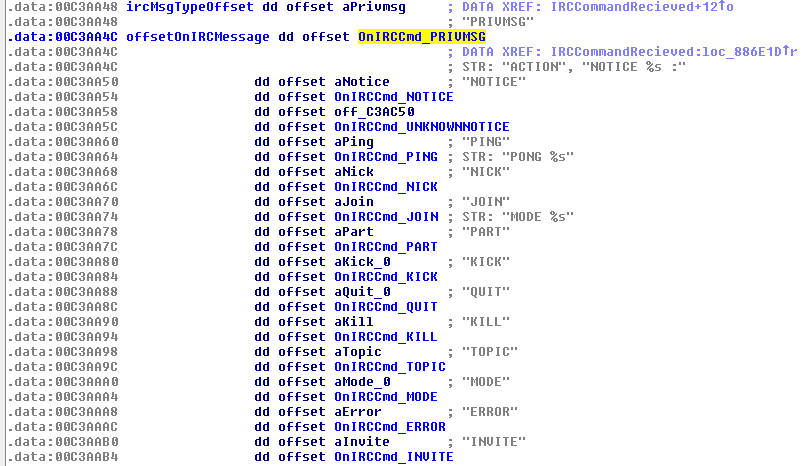 .data:00C3AA48 ircMsgTypeOffset dd offset aPrivmsg ; DATA XREF: IRCCommandRecieved+12↑o
.data:00C3AA48 ; "PRIVMSG"
.data:00C3AA4C offsetOnIRCMessage dd offset OnIRCCmd_PRIVMSG
.data:00C3AA4C ; DATA XREF: IRCCommandRecieved:loc_886E1D↑r
.data:00C3AA4C ; STR: "ACTION", "NOTICE %s :"
.data:00C3AA50 dd offset aNotice ; "NOTICE"
.data:00C3AA54 dd offset OnIRCCmd_NOTICE
.data:00C3AA58 dd offset off_C3AC50
.data:00C3AA5C dd offset OnIRCCmd_UNKNOWNNOTICE
.data:00C3AA60 dd offset aPing ; "PING"
.data:00C3AA64 dd offset OnIRCCmd_PING ; STR: "PONG %s"
.data:00C3AA68 dd offset aNick ; "NICK"
.data:00C3AA6C dd offset OnIRCCmd_NICK
.data:00C3AA70 dd offset aJoin ; "JOIN"
.data:00C3AA74 dd offset OnIRCCmd_JOIN ; STR: "MODE %s"
.data:00C3AA78 dd offset aPart ; "PART"
.data:00C3AA7C dd offset OnIRCCmd_PART
.data:00C3AA80 dd offset aKick_0 ; "KICK"
.data:00C3AA84 dd offset OnIRCCmd_KICK
.data:00C3AA88 dd offset aQuit_0 ; "QUIT"
.data:00C3AA8C dd offset OnIRCCmd_QUIT
.data:00C3AA90 dd offset aKill ; "KILL"
.data:00C3AA94 dd offset OnIRCCmd_KILL
.data:00C3AA98 dd offset aTopic ; "TOPIC"
.data:00C3AA9C dd offset OnIRCCmd_TOPIC
.data:00C3AAA0 dd offset aMode_0 ; "MODE"
.data:00C3AAA4 dd offset OnIRCCmd_MODE
.data:00C3AAA8 dd offset aError ; "ERROR"
.data:00C3AAAC dd offset OnIRCCmd_ERROR
.data:00C3AAB0 dd offset aInvite ; "INVITE"
.data:00C3AAB4 dd offset OnIRCCmd_INVITE